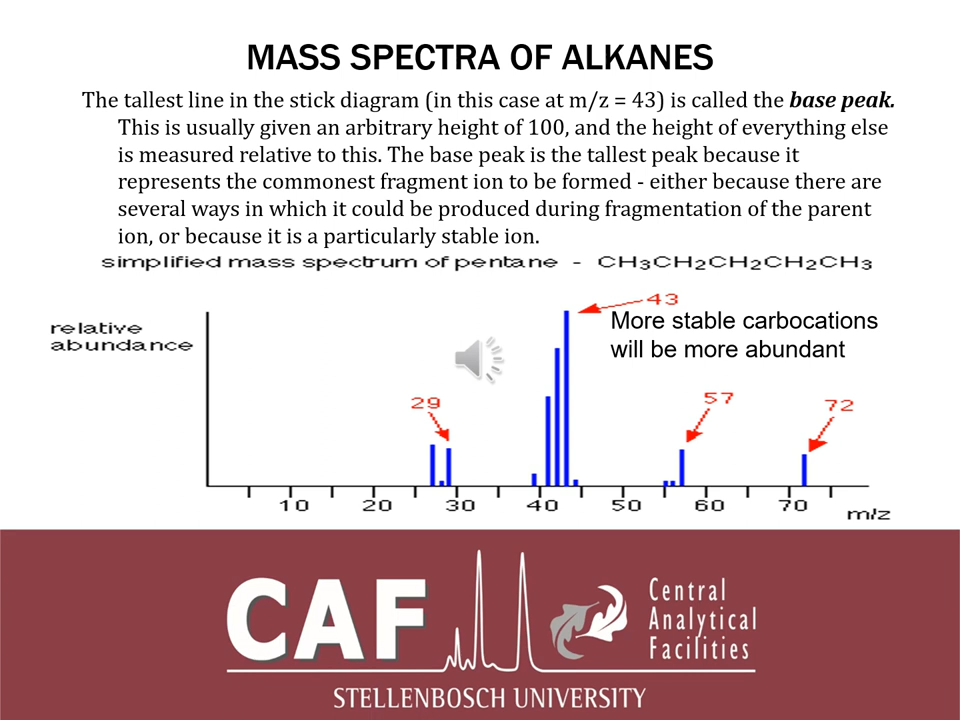 MASS SPECTRA OF ALKANES
The tallest line in the stick diagram (in this case at m/z = 43) is called the base peak.
This is usually given an arbitrary height of 100, and the height of everything else
is measured relative to this. The base peak is the tallest peak because it
represents the commonest fragment ion to be formed - either because there are
several ways in which it could be produced during fragmentation of the parent
ion, or because it is a particularly stable ion.
simplified mass spectrum of pentane - CH₃CH₂CH₂CH₂CH₃
43
More stable carbocations
will be more abundant
relative
abundance
29
57
72
10 20 30 40 50 60 70
m/z
CAF
Central
Analytical
Facilities
STELLENBOSCH UNIVERSITY